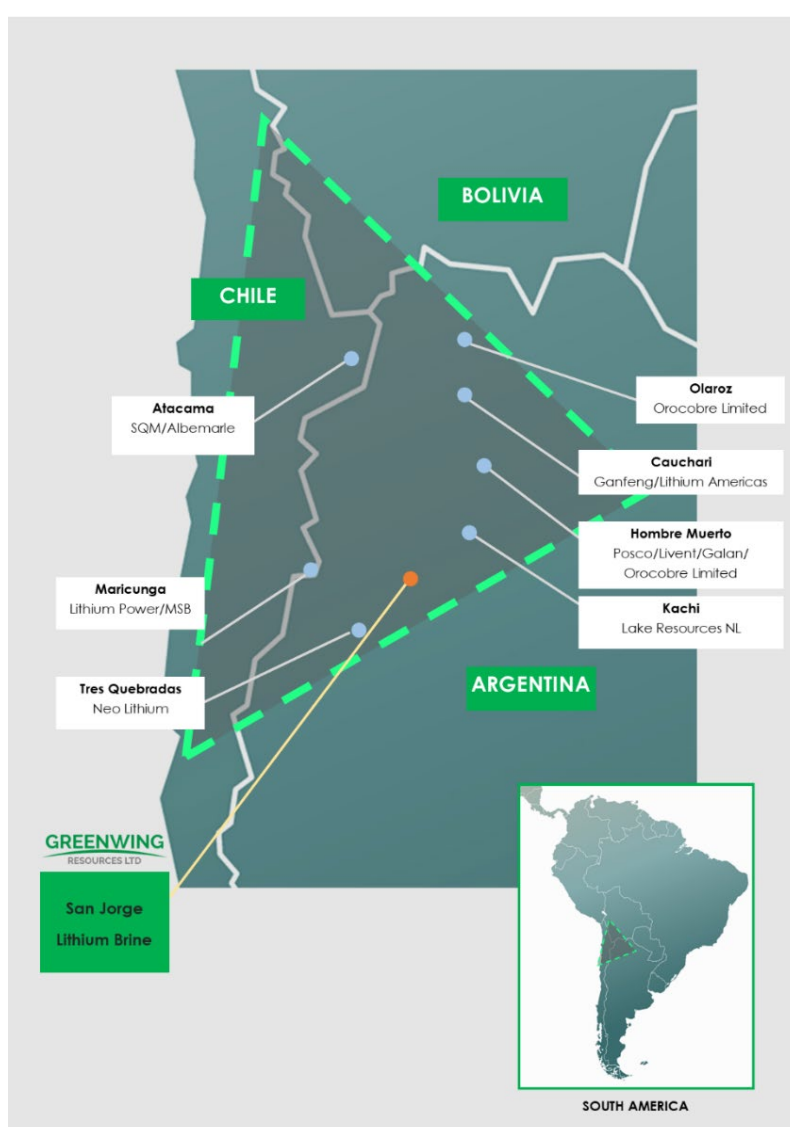 BOLIVIA
CHILE
Atacama
SQM/Albemarle
Olaroz
Orocobre Limited
Cauchari
Ganfeng/Lithium Americas
Hombre Muerto
Posco/Livent/Galan/
Orocobre Limited
Maricunga
Lithium Power/MSB
Kachi
Lake Resources NL
Tres Quebradas
Neo Lithium
ARGENTINA
GREENWING
RESOURCES LTD
San Jorge
Lithium Brine
SOUTH AMERICA